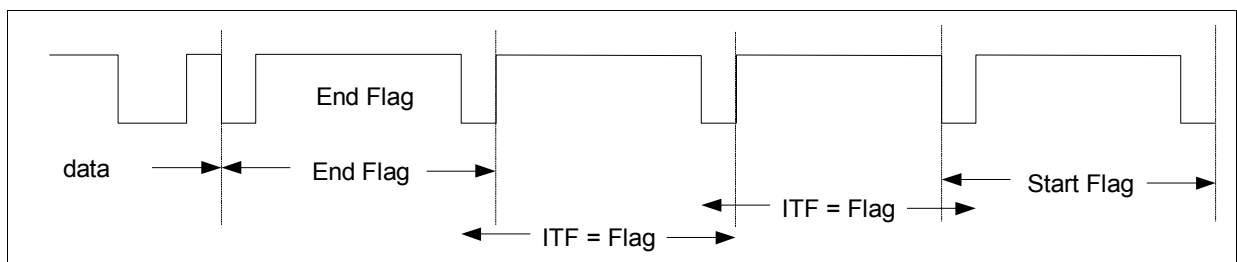 End Flag
data
End Flag
Start Flag
ITF = Flag
ITF = Flag